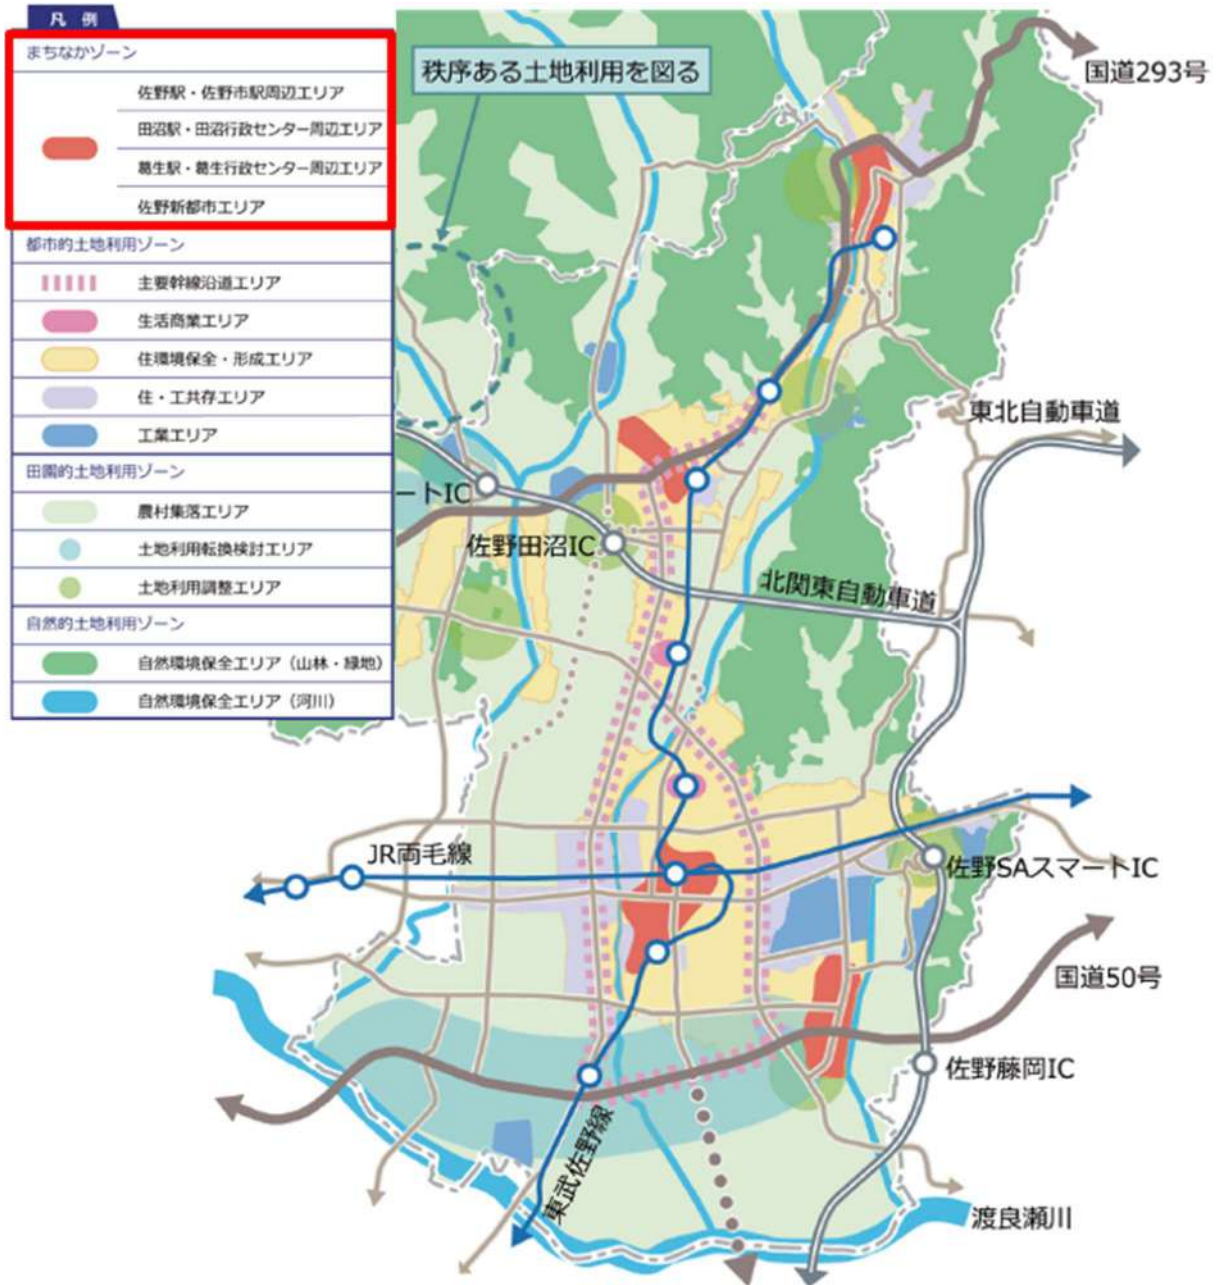 凡 例
まちなかゾーン
佐野駅・佐野市駅周辺エリア
田沼駅・田沼行政センター周辺エリア
葛生駅・葛生行政センター周辺エリア
佐野新都市エリア
都市的土地利用ゾーン
主要幹線沿道エリア
生活商業エリア
住環境保全・形成エリア
住・工共存エリア
工業エリア
田園的土地利用ゾーン
農村集落エリア
土地利用転換検討エリア
土地利用調整エリア
自然的土地利用ゾーン
自然環境保全エリア（山林・緑地）
自然環境保全エリア（河川）
秩序ある土地利用を図る
国道293号
東北自動車道
ートIC
佐野田沼IC
北関東自動車道
JR両毛線
佐野SAスマートIC
国道50号
佐野藤岡IC
東武佐野線
渡良瀬川